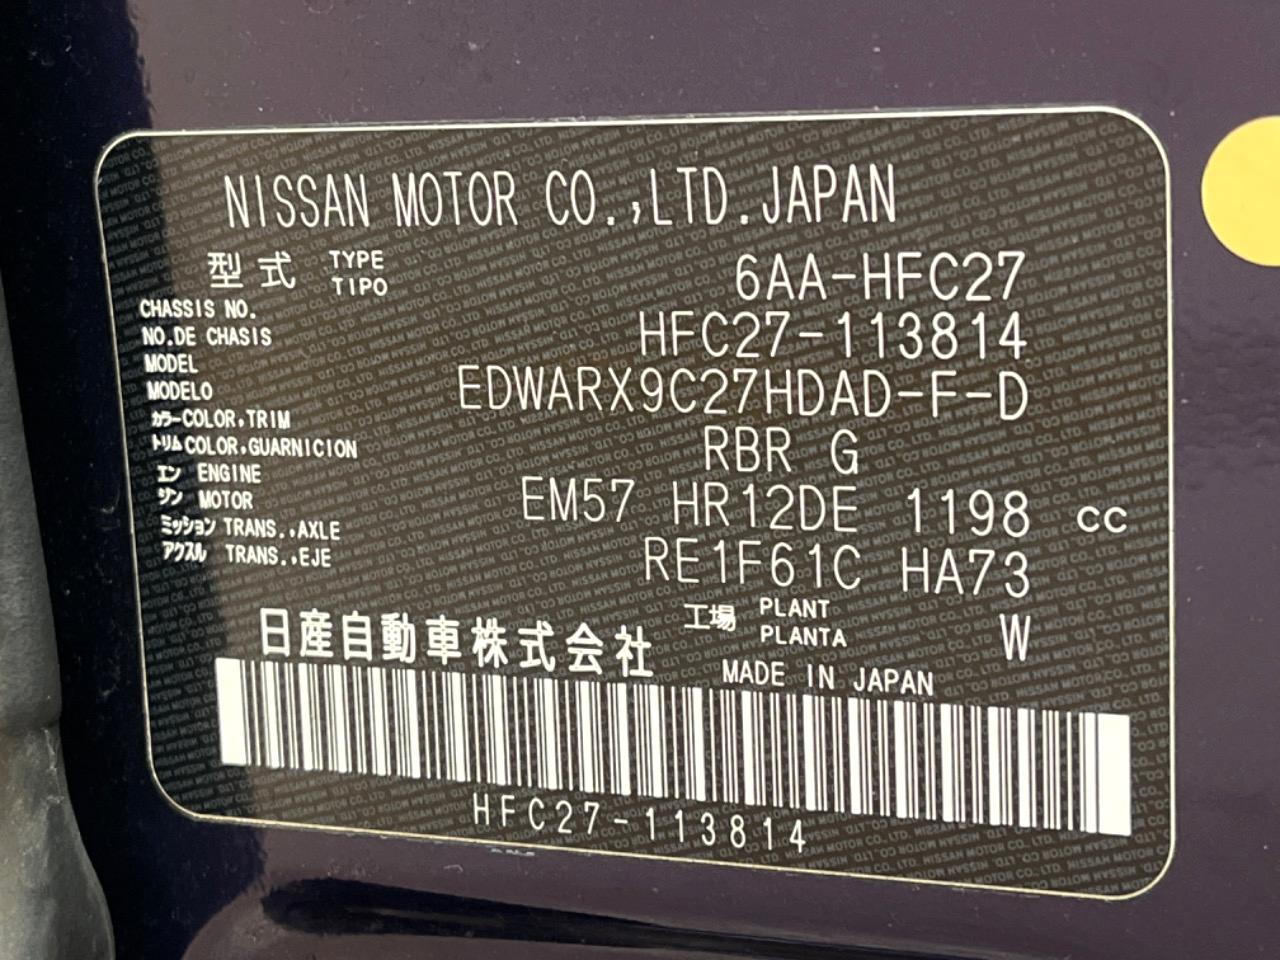 NISSAN MOTOR CO.,LTD.JAPAN
型式 TYPE TIPO 6AA-HFC27
CHASSIS NO.
NO.DE CHASIS HFC27-113814
MODEL
MODELO EDWARX9C27HDAD-F-D
カラー COLOR,TRIM
トリム COLOR,GUARNICION RBR G
エン ENGINE
ジン MOTOR EM57 HR12DE 1198 CC
ミッション TRANS.,AXLE
アクスル TRANS.,EJE RE1F61C HA73
工場 PLANT PLANTA W
日産自動車株式会社 MADE IN JAPAN
HFC27-113814